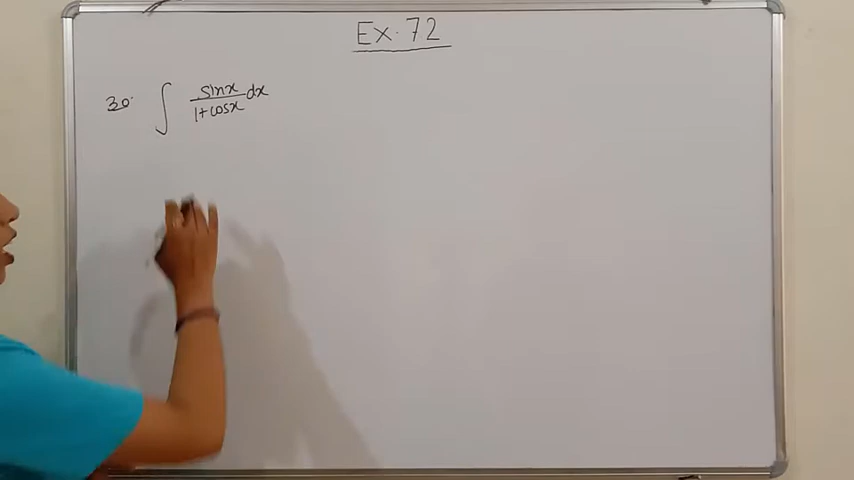 Ex. 72
30. ∫ sinx/1+cosx dx